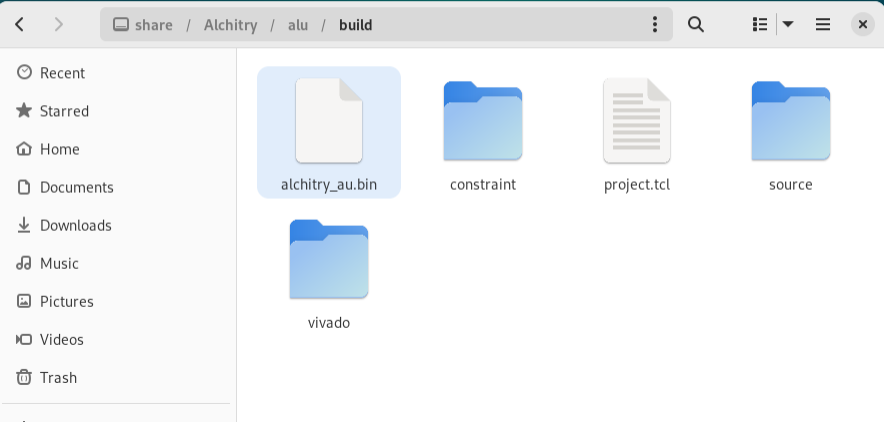 share / Alchitry / alu / build
Recent
Starred
Home
Documents
Downloads
Music
Pictures
Videos
Trash
alchitry_au.bin constraint project.tcl source
vivado